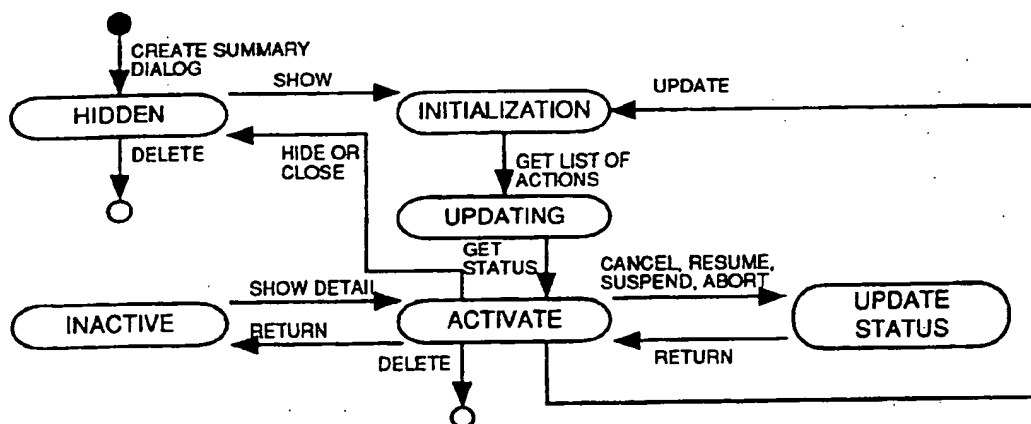 CREATE SUMMARY
DIALOG
SHOW
UPDATE
HIDDEN
INITIALIZATION
DELETE
HIDE OR
CLOSE
GET LIST OF
ACTIONS
UPDATING
GET
STATUS
CANCEL, RESUME,
SUSPEND, ABORT
SHOW DETAIL
INACTIVE
ACTIVATE
UPDATE
STATUS
RETURN
RETURN
DELETE